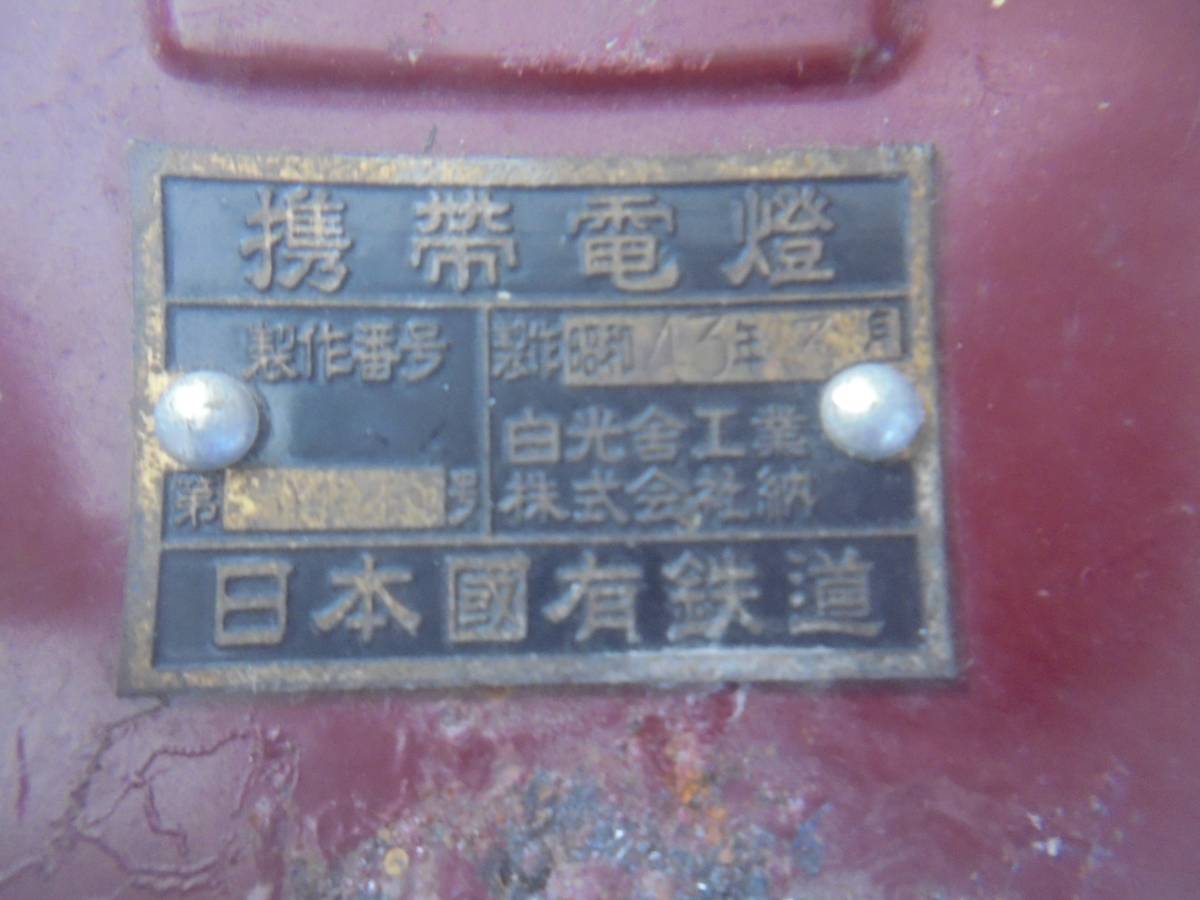 携帯電燈
製作番号
第 号
製作昭和43年3月
白光舎工業
株式会社納
日本國有鉄道